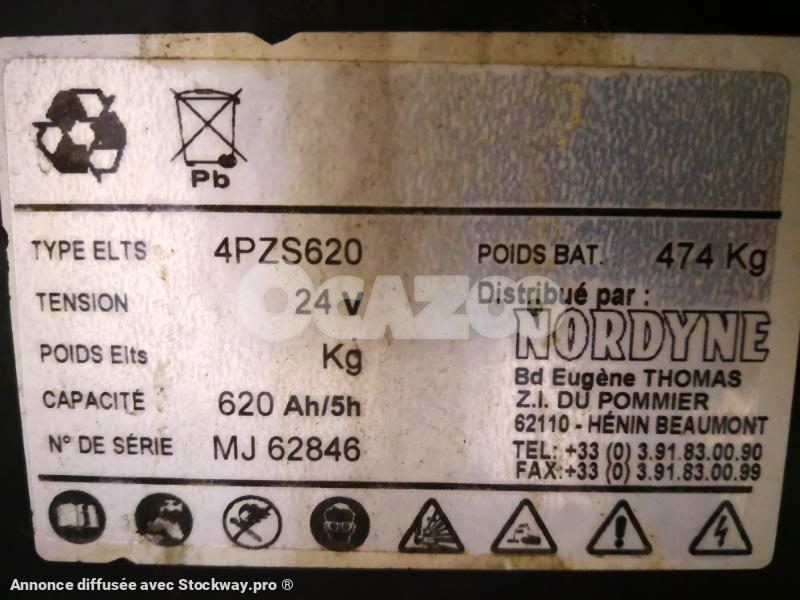 Pb
TYPE ELTS 4PZS620
TENSION 24 V
POIDS Elts Kg
CAPACITÉ 620 Ah/5h
N° DE SÉRIE MJ 62846
POIDS BAT. 474 Kg
Distribué par :
NORDYNE
Bd Eugène THOMAS
Z.I. DU POMMIER
62110 - HÉNIN BEAUMONT
TEL: +33 (0) 3.91.83.00.90
FAX:+33 (0) 3.91.83.00.99
OCAZOO
Annonce diffusée avec Stockway.pro ®